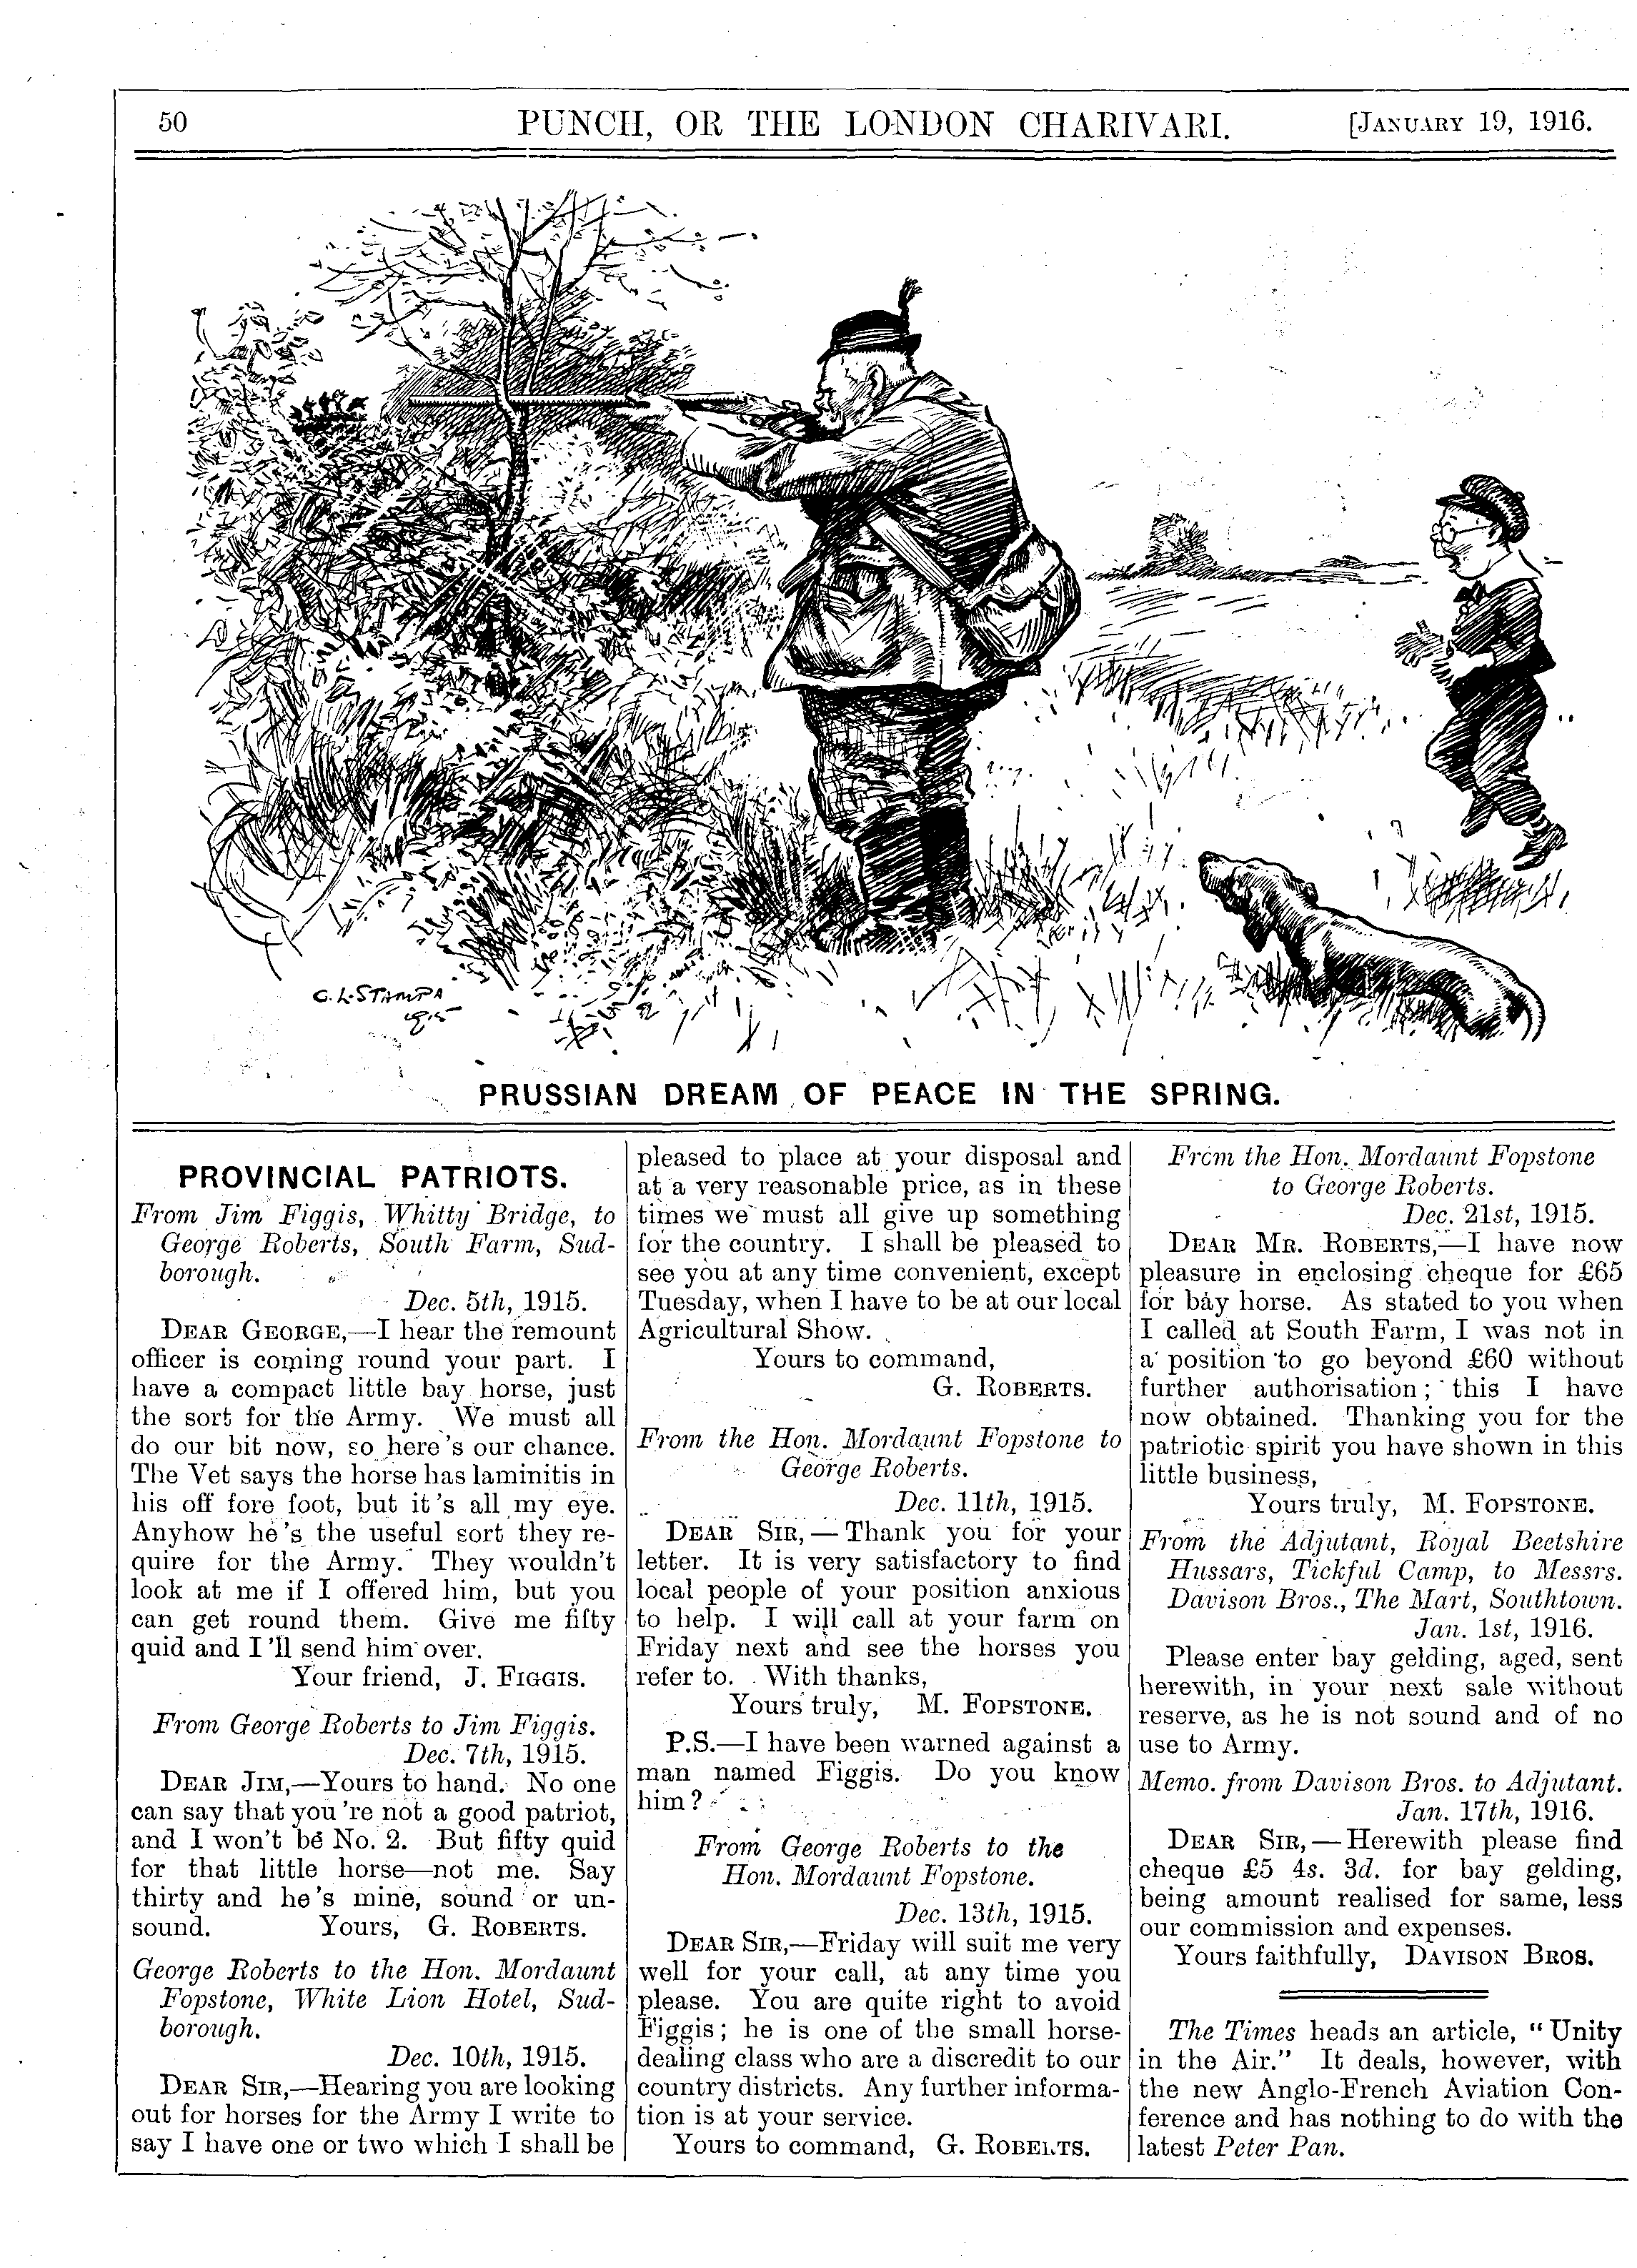 50
PUNCH, OR THE LONDON CHARIVARI.
[JANUARY 19, 1916.
C. L. STAMPA
1915
PRUSSIAN DREAM OF PEACE IN THE SPRING.
PROVINCIAL PATRIOTS.
From Jim Figgis, Whitty Bridge, to
George Roberts, South Farm, Sud-
borough.
Dec. 5th, 1915.
DEAR GEORGE,—I hear the remount
officer is coming round your part. I
have a compact little bay horse, just
the sort for the Army. We must all
do our bit now, so here's our chance.
The Vet says the horse has laminitis in
his off fore foot, but it's all my eye.
Anyhow he's the useful sort they re-
quire for the Army. They wouldn't
look at me if I offered him, but you
can get round them. Give me fifty
quid and I'll send him over.
Your friend, J. FIGGIS.
From George Roberts to Jim Figgis.
Dec. 7th, 1915.
DEAR JIM,—Yours to hand. No one
can say that you're not a good patriot,
and I won't be No. 2. But fifty quid
for that little horse—not me. Say
thirty and he's mine, sound or un-
sound. Yours, G. ROBERTS.
George Roberts to the Hon. Mordaunt
Fopstone, White Lion Hotel, Sud-
borough.
Dec. 10th, 1915.
DEAR SIR,—Hearing you are looking
out for horses for the Army I write to
say I have one or two which I shall be
pleased to place at your disposal and
at a very reasonable price, as in these
times we must all give up something
for the country. I shall be pleased to
see you at any time convenient, except
Tuesday, when I have to be at our local
Agricultural Show.
Yours to command,
G. ROBERTS.
From the Hon. Mordaunt Fopstone to
George Roberts.
Dec. 11th, 1915.
DEAR SIR,—Thank you for your
letter. It is very satisfactory to find
local people of your position anxious
to help. I will call at your farm on
Friday next and see the horses you
refer to. With thanks,
Yours truly, M. FOPSTONE.
P.S.—I have been warned against a
man named Figgis. Do you know
him?
From George Roberts to the
Hon. Mordaunt Fopstone.
Dec. 13th, 1915.
DEAR SIR,—Friday will suit me very
well for your call, at any time you
please. You are quite right to avoid
Figgis; he is one of the small horse-
dealing class who are a discredit to our
country districts. Any further informa-
tion is at your service.
Yours to command, G. ROBERTS.
From the Hon. Mordaunt Fopstone
to George Roberts.
Dec. 21st, 1915.
DEAR MR. ROBERTS,—I have now
pleasure in enclosing cheque for £65
for bay horse. As stated to you when
I called at South Farm, I was not in
a position to go beyond £60 without
further authorisation; this I have
now obtained. Thanking you for the
patriotic spirit you have shown in this
little business,
Yours truly, M. FOPSTONE.
From the Adjutant, Royal Beetshire
Hussars, Tickful Camp, to Messrs.
Davison Bros., The Mart, Southtown.
Jan. 1st, 1916.
Please enter bay gelding, aged, sent
herewith, in your next sale without
reserve, as he is not sound and of no
use to Army.
Memo. from Davison Bros. to Adjutant.
Jan. 17th, 1916.
DEAR SIR,—Herewith please find
cheque £5 4s. 3d. for bay gelding,
being amount realised for same, less
our commission and expenses.
Yours faithfully, DAVISON BROS.
The Times heads an article, "Unity
in the Air." It deals, however, with
the new Anglo-French Aviation Con-
ference and has nothing to do with the
latest Peter Pan.